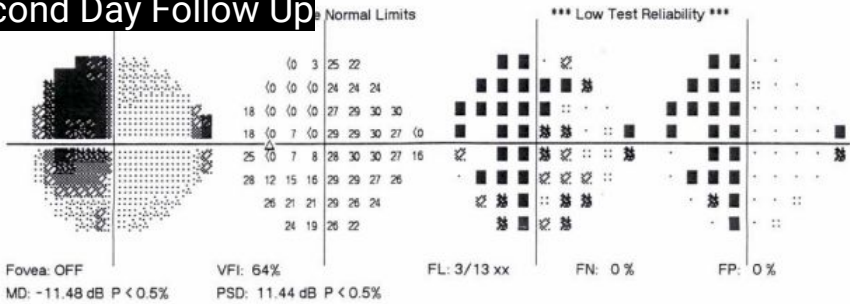 cond Day Follow Up
e Normal Limits
*** Low Test Reliability ***
<0 3 25 22
<0 <0 <0 24 24 24
18 <0 <0 <0 27 29 30 30
18 <0 7 <0 29 29 30 27 <0
25 <0 7 8 28 30 30 27 16
28 12 15 16 29 29 27 26
26 21 21 29 26 24
24 19 26 22
Fovea: OFF VFI: 64% FL: 3/13 xx FN: 0 % FP: 0 %
MD: -11.48 dB P < 0.5% PSD: 11.44 dB P < 0.5%